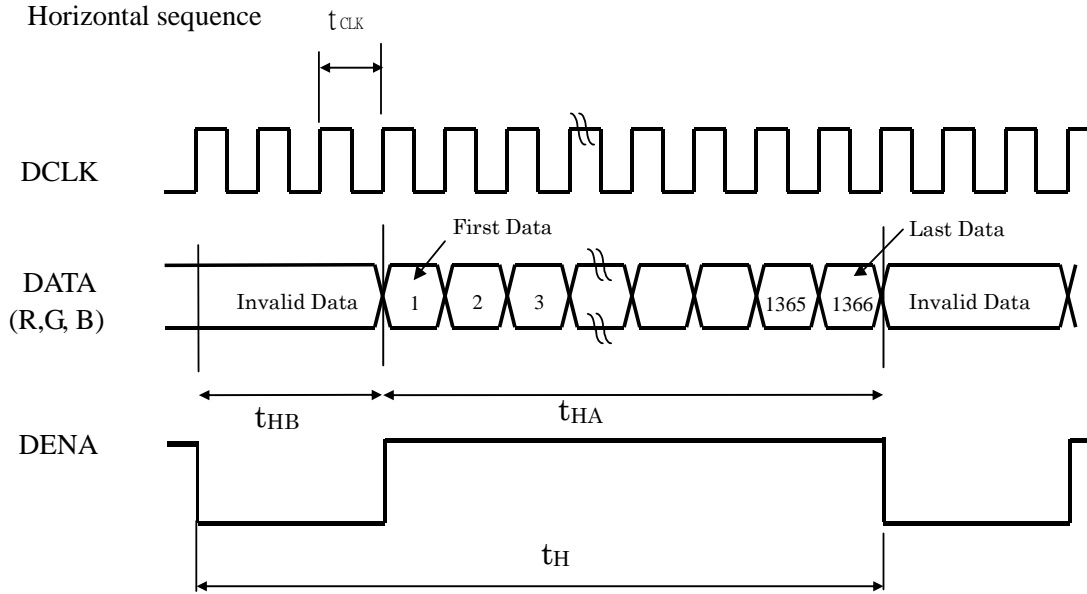 Horizontal sequence
tCLK
DCLK
First Data
Last Data
DATA
(R,G, B)
Invalid Data
1
2
3
1365
1366
Invalid Data
tHB
tHA
DENA
tH